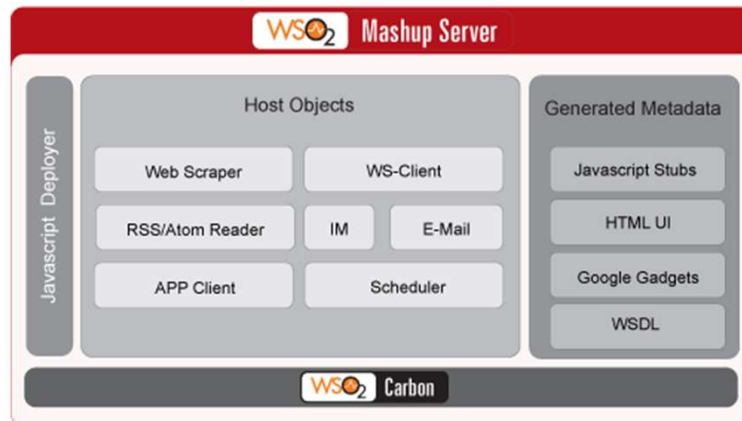 WSO2 Mashup Server
Javascript Deployer
Host Objects
Web Scraper
WS-Client
RSS/Atom Reader
IM
E-Mail
APP Client
Scheduler
Generated Metadata
Javascript Stubs
HTML UI
Google Gadgets
WSDL
WSO2 Carbon